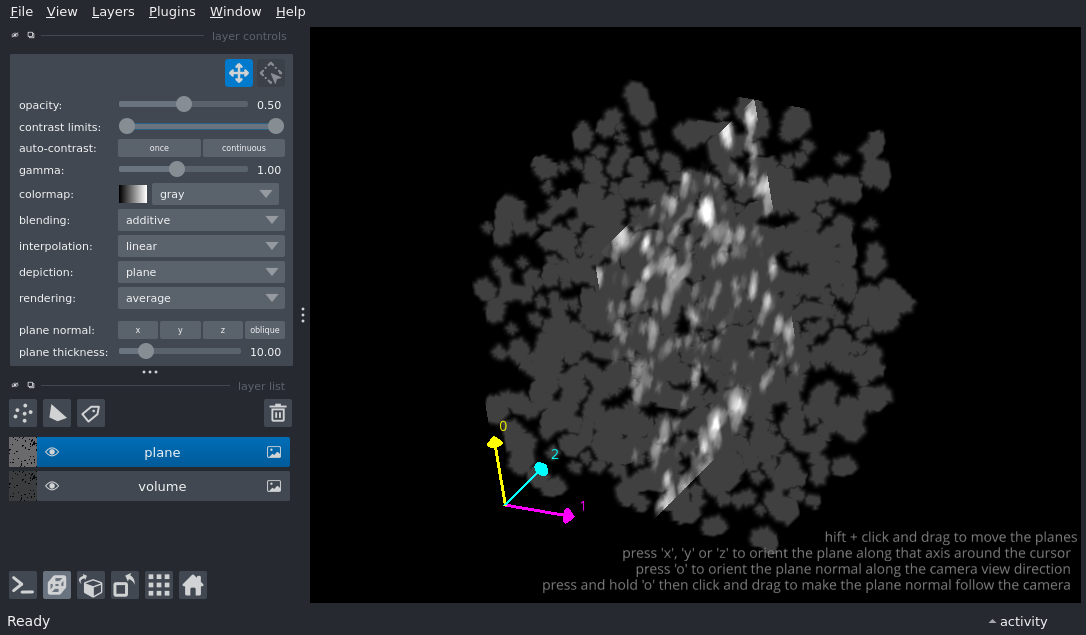 File View Layers Plugins Window Help
layer controls
opacity: 0.50
contrast limits:
auto-contrast: once continuous
gamma: 1.00
colormap: gray
blending: additive
interpolation: linear
depiction: plane
rendering: average
plane normal: x y z oblique
plane thickness: 10.00
layer list
plane
volume
0
2
1
hift + click and drag to move the planes
press 'x', 'y' or 'z' to orient the plane along that axis around the cursor
press 'o' to orient the plane normal along the camera view direction
press and hold 'o' then click and drag to make the plane normal follow the camera
Ready
activity